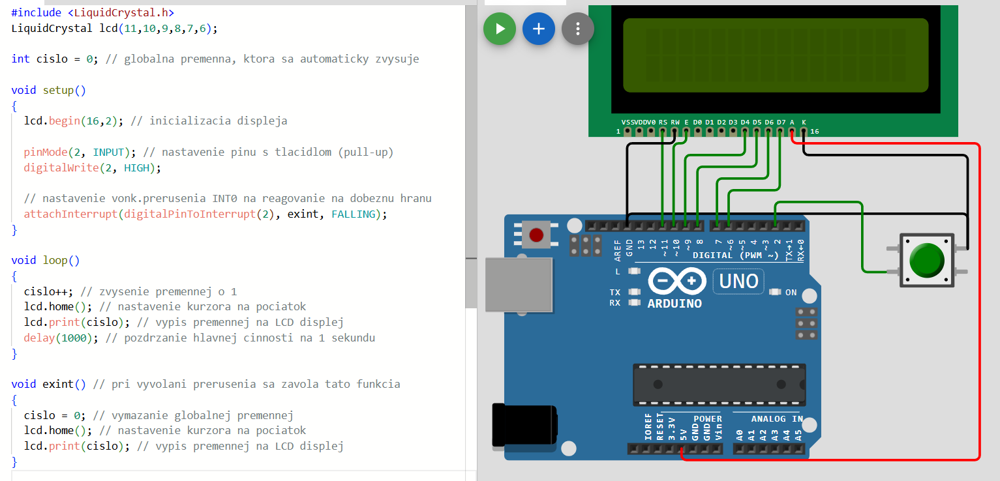 #include <LiquidCrystal.h>
LiquidCrystal lcd(11,10,9,8,7,6);
int cislo = 0; // globalna premenna, ktora sa automaticky zvysuje
void setup()
{
lcd.begin(16,2); // inicializacia displeja
pinMode(2, INPUT); // nastavenie pinu s tlacidlom (pull-up)
digitalWrite(2, HIGH);
// nastavenie vonk.prerusenia INT0 na reagovanie na dobeznu hranu
attachInterrupt(digitalPinToInterrupt(2), exint, FALLING);
}
void loop()
{
cislo++; // zvysenie premennej o 1
lcd.home(); // nastavenie kurzora na pociatok
lcd.print(cislo); // vypis premennej na LCD displej
delay(1000); // pozdrzanie hlavnej cinnosti na 1 sekundu
}
void exint() // pri vyvolani prerusenia sa zavola tato funkcia
{
cislo = 0; // vymazanie globalnej premennej
lcd.home(); // nastavenie kurzora na pociatok
lcd.print(cislo); // vypis premennej na LCD displej
}
VSS VDD V0 RS RW E D0 D1 D2 D3 D4 D5 D6 D7 A K
1 16
AREF GND 13 12 ~11 ~10 ~9 8 7 ~6 ~5 4 ~3 2 TX→1 RX←0
DIGITAL (PWM ~)
L
TX
RX
UNO
ON
ARDUINO
POWER
ANALOG IN
IOREF RESET 3.3V 5V GND GND Vin A0 A1 A2 A3 A4 A5